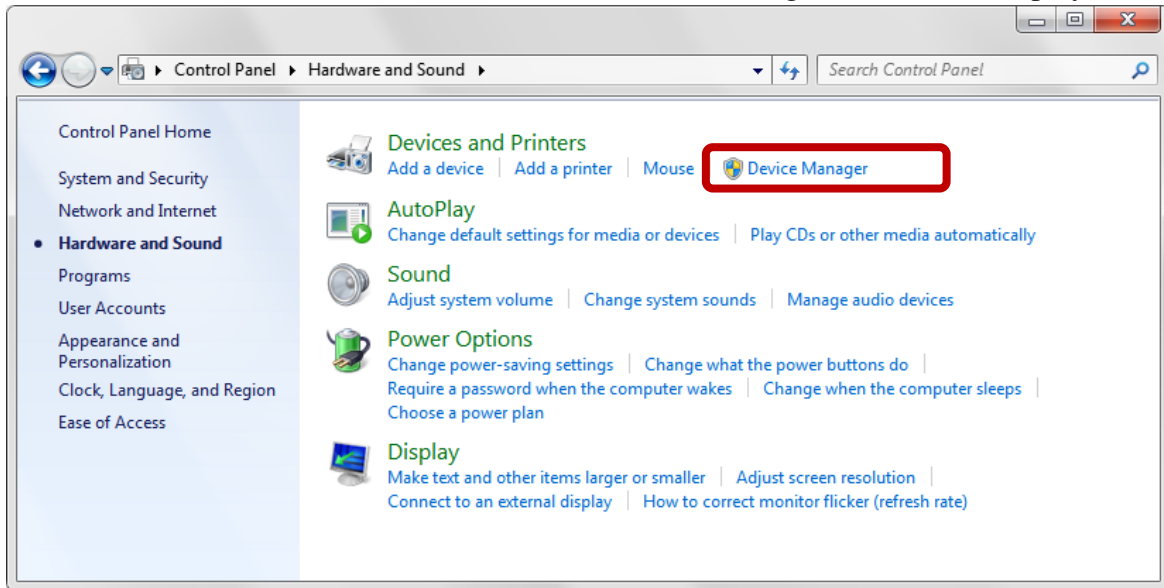 Control Panel Hardware and Sound Search Control Panel
Control Panel Home
System and Security
Network and Internet
Hardware and Sound
Programs
User Accounts
Appearance and
Personalization
Clock, Language, and Region
Ease of Access
Devices and Printers
Add a device Add a printer Mouse Device Manager
AutoPlay
Change default settings for media or devices Play CDs or other media automatically
Sound
Adjust system volume Change system sounds Manage audio devices
Power Options
Change power-saving settings Change what the power buttons do
Require a password when the computer wakes Change when the computer sleeps
Choose a power plan
Display
Make text and other items larger or smaller Adjust screen resolution
Connect to an external display How to correct monitor flicker (refresh rate)